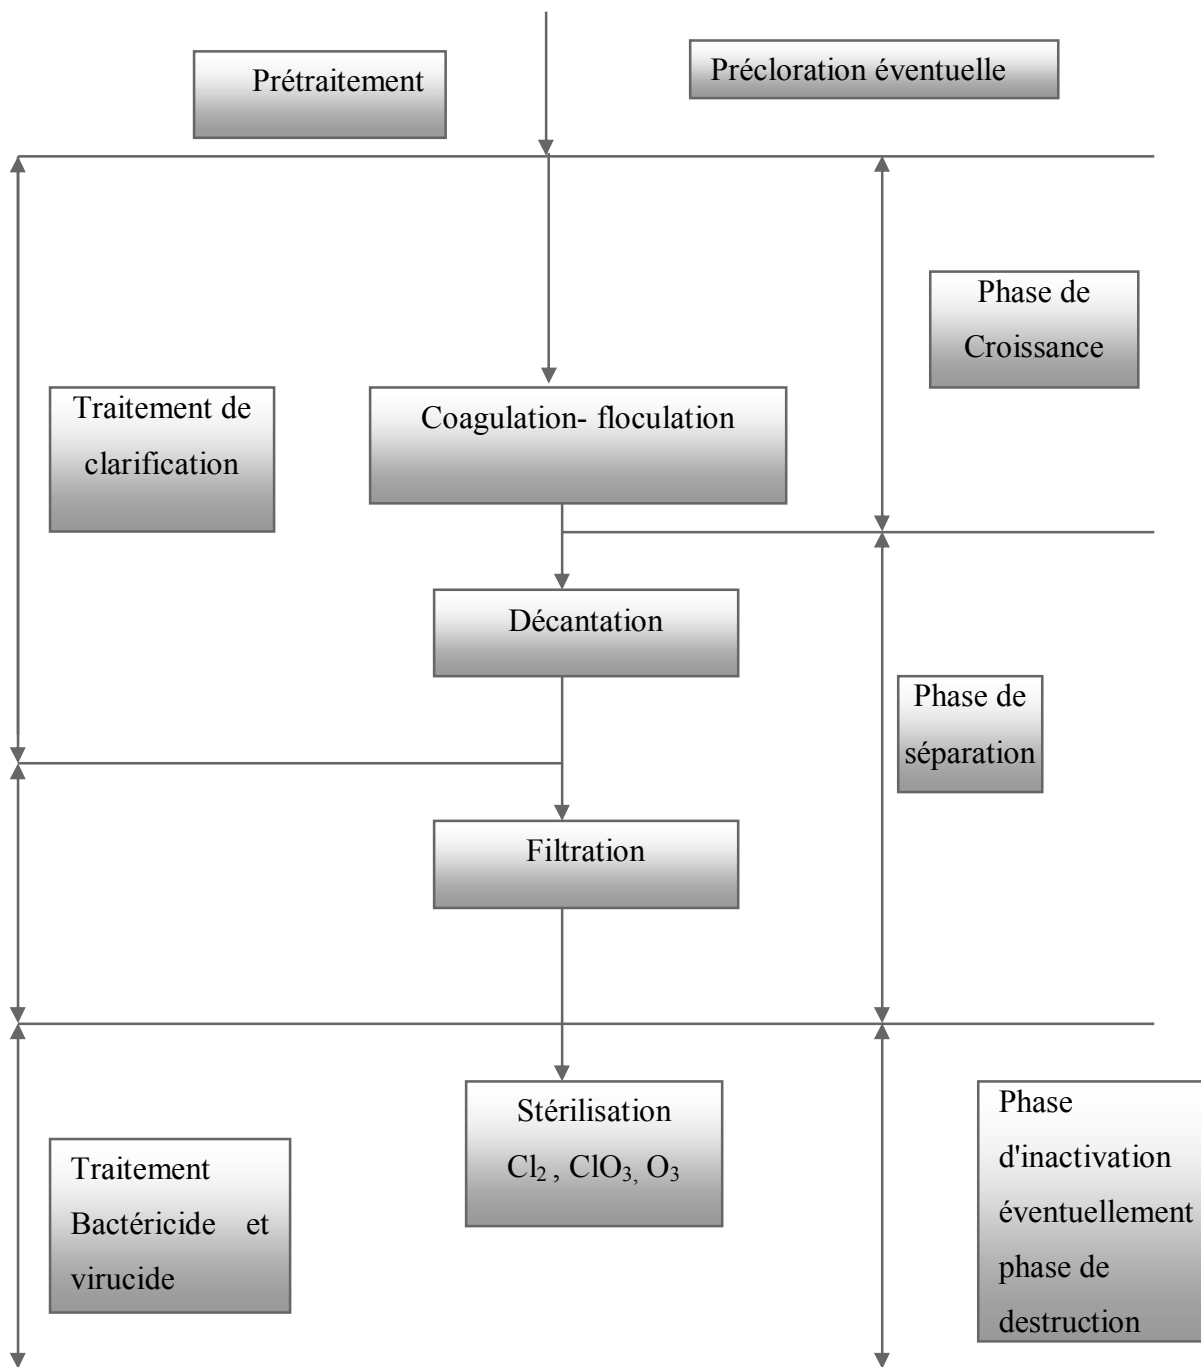 Prétraitement
Précloration éventuelle
Phase de
Croissance
Traitement de
clarification
Coagulation- floculation
Décantation
Phase de
séparation
Filtration
Stérilisation
Cl₂ , ClO₃, O₃
Traitement
Bactéricide et
virucide
Phase
d'inactivation
éventuellement
phase de
destruction